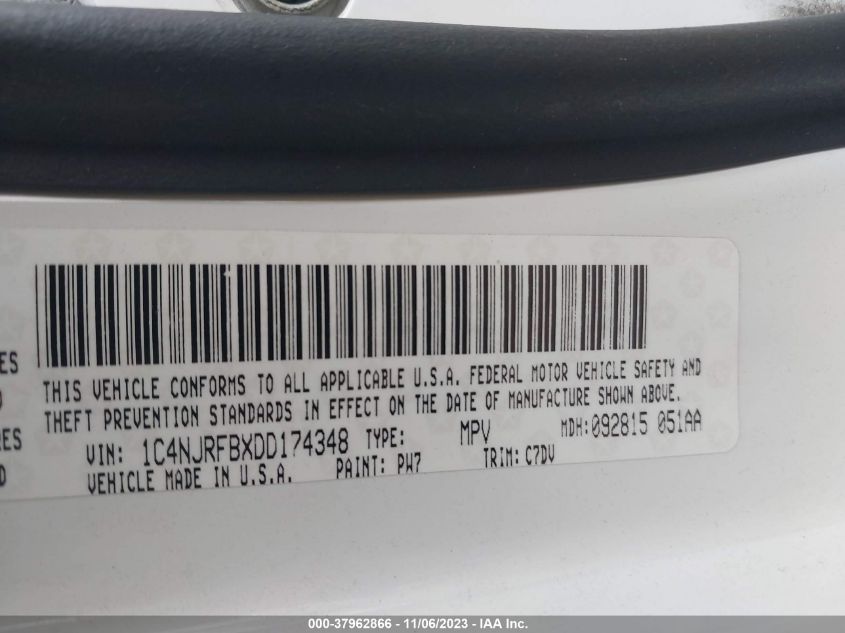 ES
THIS VEHICLE CONFORMS TO ALL APPLICABLE U.S.A. FEDERAL MOTOR VEHICLE SAFETY AND
THEFT PREVENTION STANDARDS IN EFFECT ON THE DATE OF MANUFACTURE SHOWN ABOVE.
RES
VIN: 1C4NJRFBXDD174348 TYPE: MPV MDH:092815 051AA
D
VEHICLE MADE IN U.S.A. PAINT: PW7 TRIM: C7DV
000-37962866 - 11/06/2023 - IAA Inc.